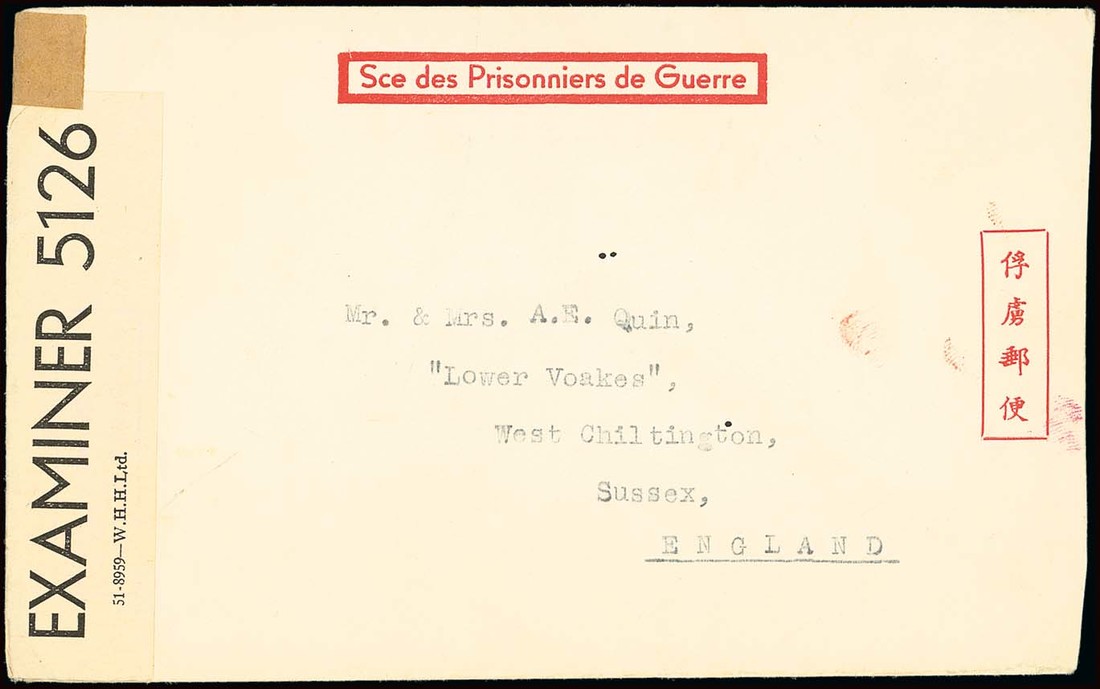 Sce des Prisonniers de Guerre
EXAMINER 5126
51-8959—W.H.H.Ltd.
Mr. & Mrs. A.E. Quin,
"Lower Voakes",
West Chiltington,
Sussex,
ENGLAND
俘虜郵便